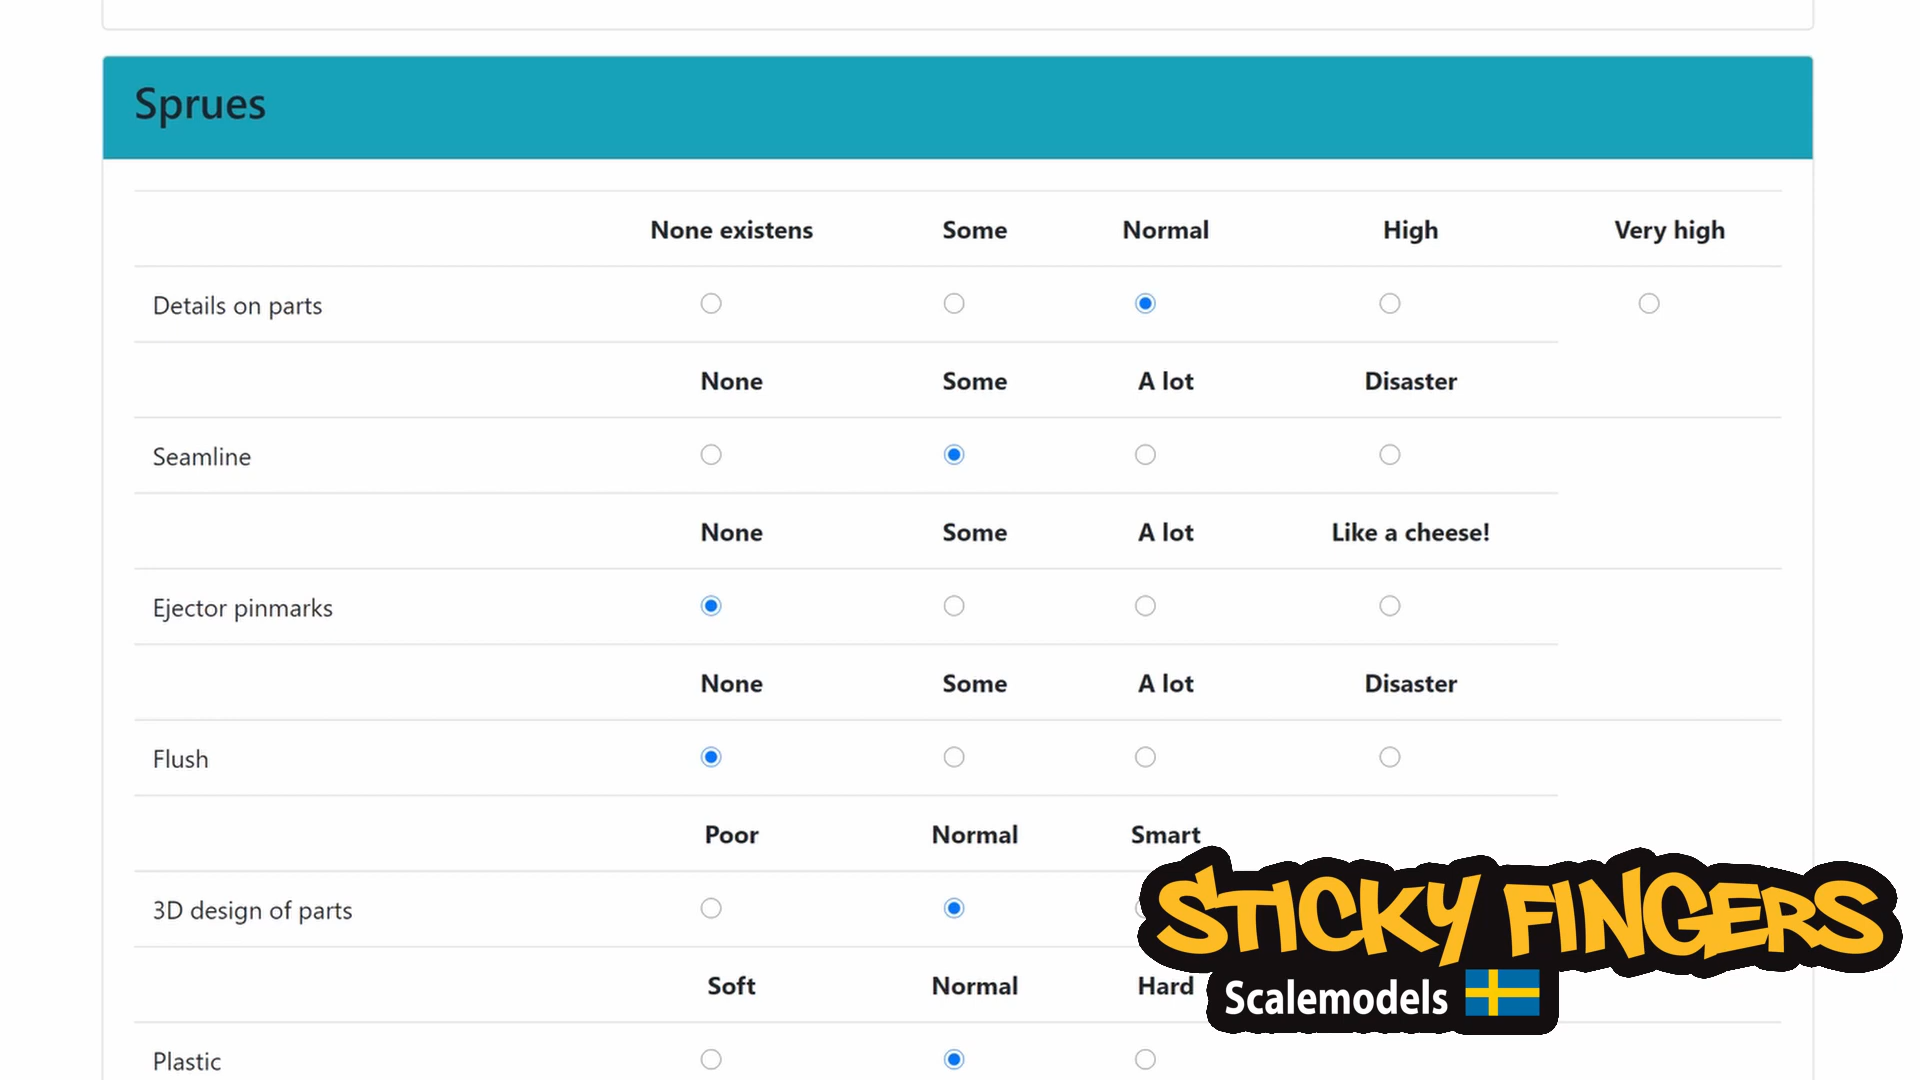 Sprues
None existens Some Normal High Very high
Details on parts
None Some A lot Disaster
Seamline
None Some A lot Like a cheese!
Ejector pinmarks
None Some A lot Disaster
Flush
Poor Normal Smart
3D design of parts
Soft Normal Hard
Plastic
STICKY FINGERS
Scalemodels